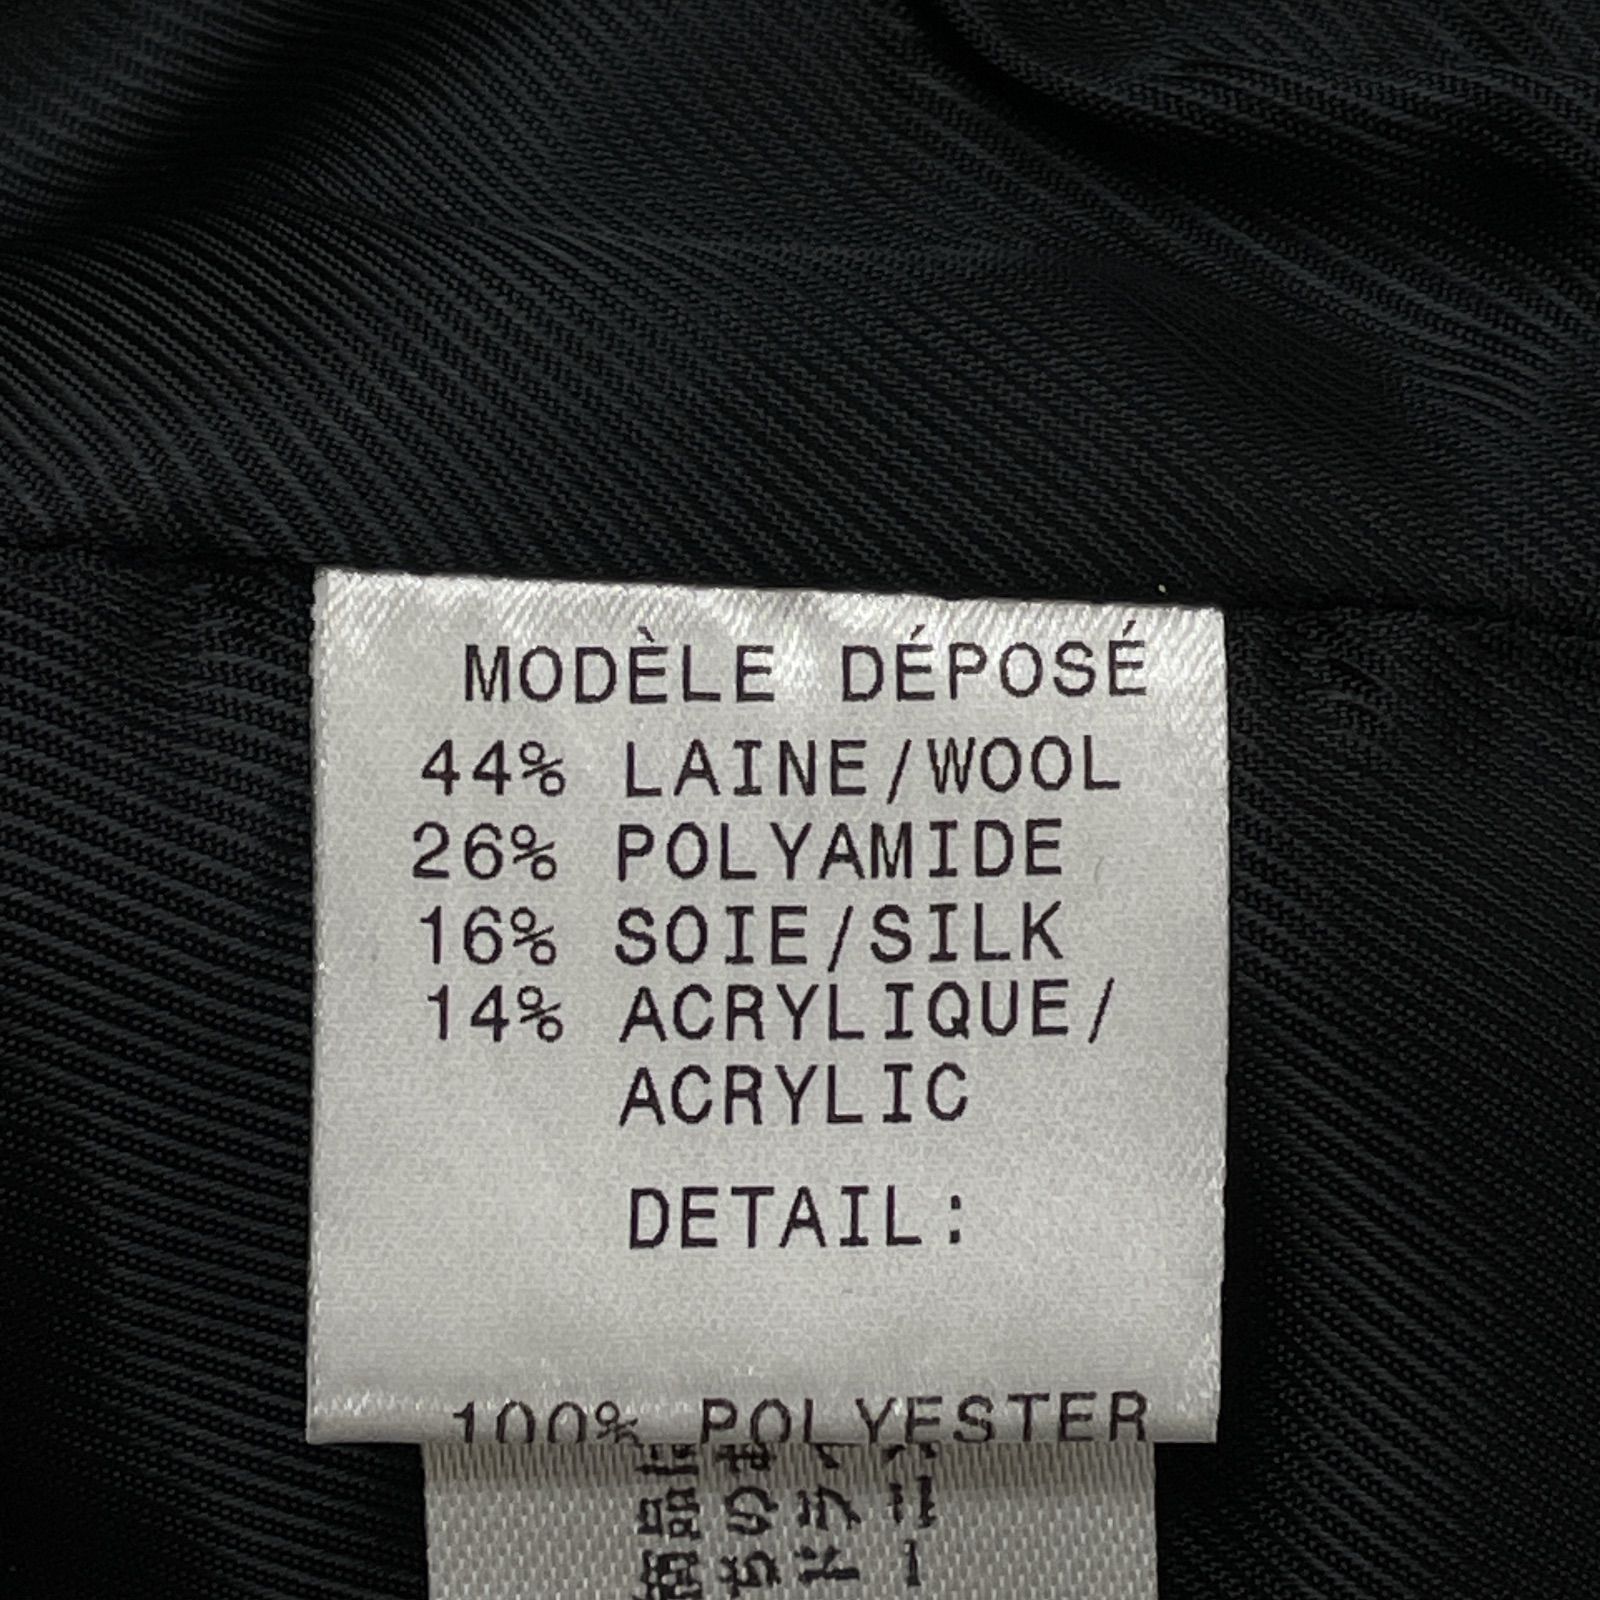 MODÈLE DÉPOSÉ
44% LAINE/WOOL
26% POLYAMIDE
16% SOIE/SILK
14% ACRYLIQUE/
ACRYLIC
DETAIL:
100% POLYESTER